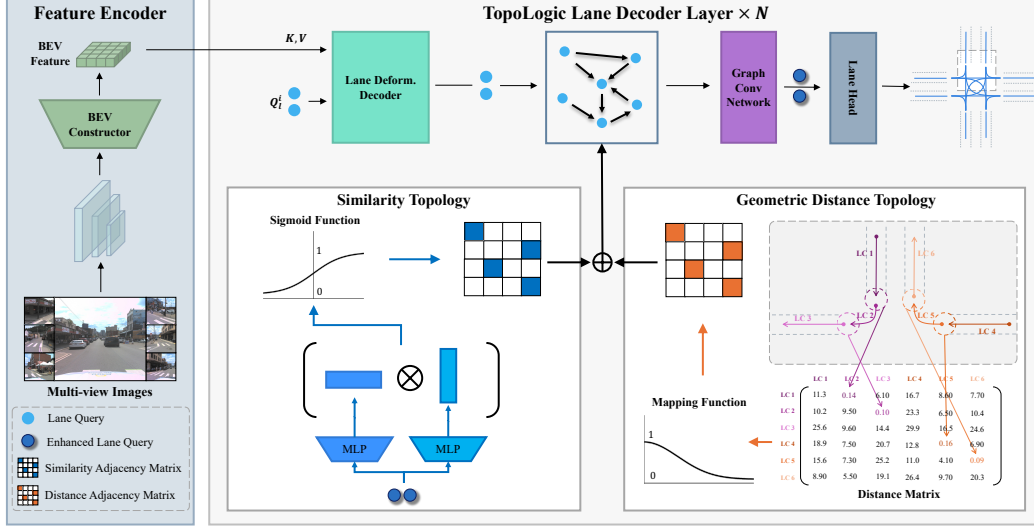 Feature Encoder
BEV
Feature
BEV
Constructor
Multi-view Images
Lane Query
Enhanced Lane Query
Similarity Adjacency Matrix
Distance Adjacency Matrix
TopoLogic Lane Decoder Layer × N
K, V
Q_l^i
Lane Deform.
Decoder
Graph
Conv
Network
Lane Head
Similarity Topology
Sigmoid Function
1
0
MLP MLP
Geometric Distance Topology
LC 1
LC 6
LC 3
LC 2
LC 5
LC 4
Mapping Function
1
0
LC 1 LC 2 LC 3 LC 4 LC 5 LC 6
LC 1 11.3 0.14 6.10 16.7 8.60 7.70
LC 2 10.2 9.50 0.10 23.3 6.50 10.4
LC 3 25.6 9.60 14.4 29.9 16.5 24.6
LC 4 18.9 7.50 20.7 12.8 0.16 6.90
LC 5 15.6 7.30 25.2 11.0 4.10 0.09
LC 6 8.90 5.50 19.1 26.4 9.70 20.3
Distance Matrix